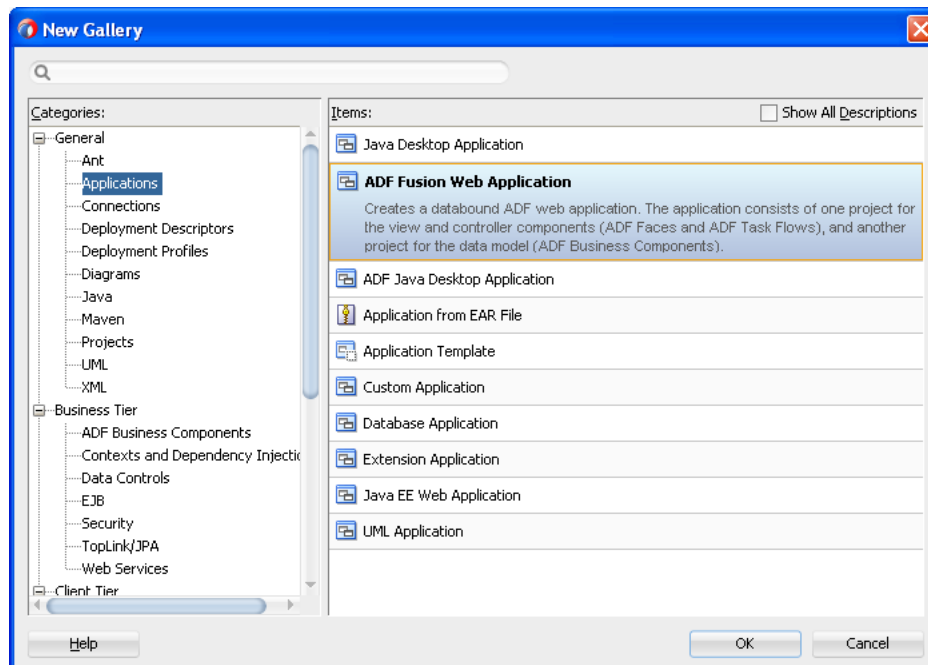 New Gallery
Categories:
General
Ant
Applications
Connections
Deployment Descriptors
Deployment Profiles
Diagrams
Java
Maven
Projects
UML
XML
Business Tier
ADF Business Components
Contexts and Dependency Injectio
Data Controls
EJB
Security
TopLink/JPA
Web Services
Client Tier
Items:
Show All Descriptions
Java Desktop Application
ADF Fusion Web Application
Creates a databound ADF web application. The application consists of one project for
the view and controller components (ADF Faces and ADF Task Flows), and another
project for the data model (ADF Business Components).
ADF Java Desktop Application
Application from EAR File
Application Template
Custom Application
Database Application
Extension Application
Java EE Web Application
UML Application
Help
OK
Cancel